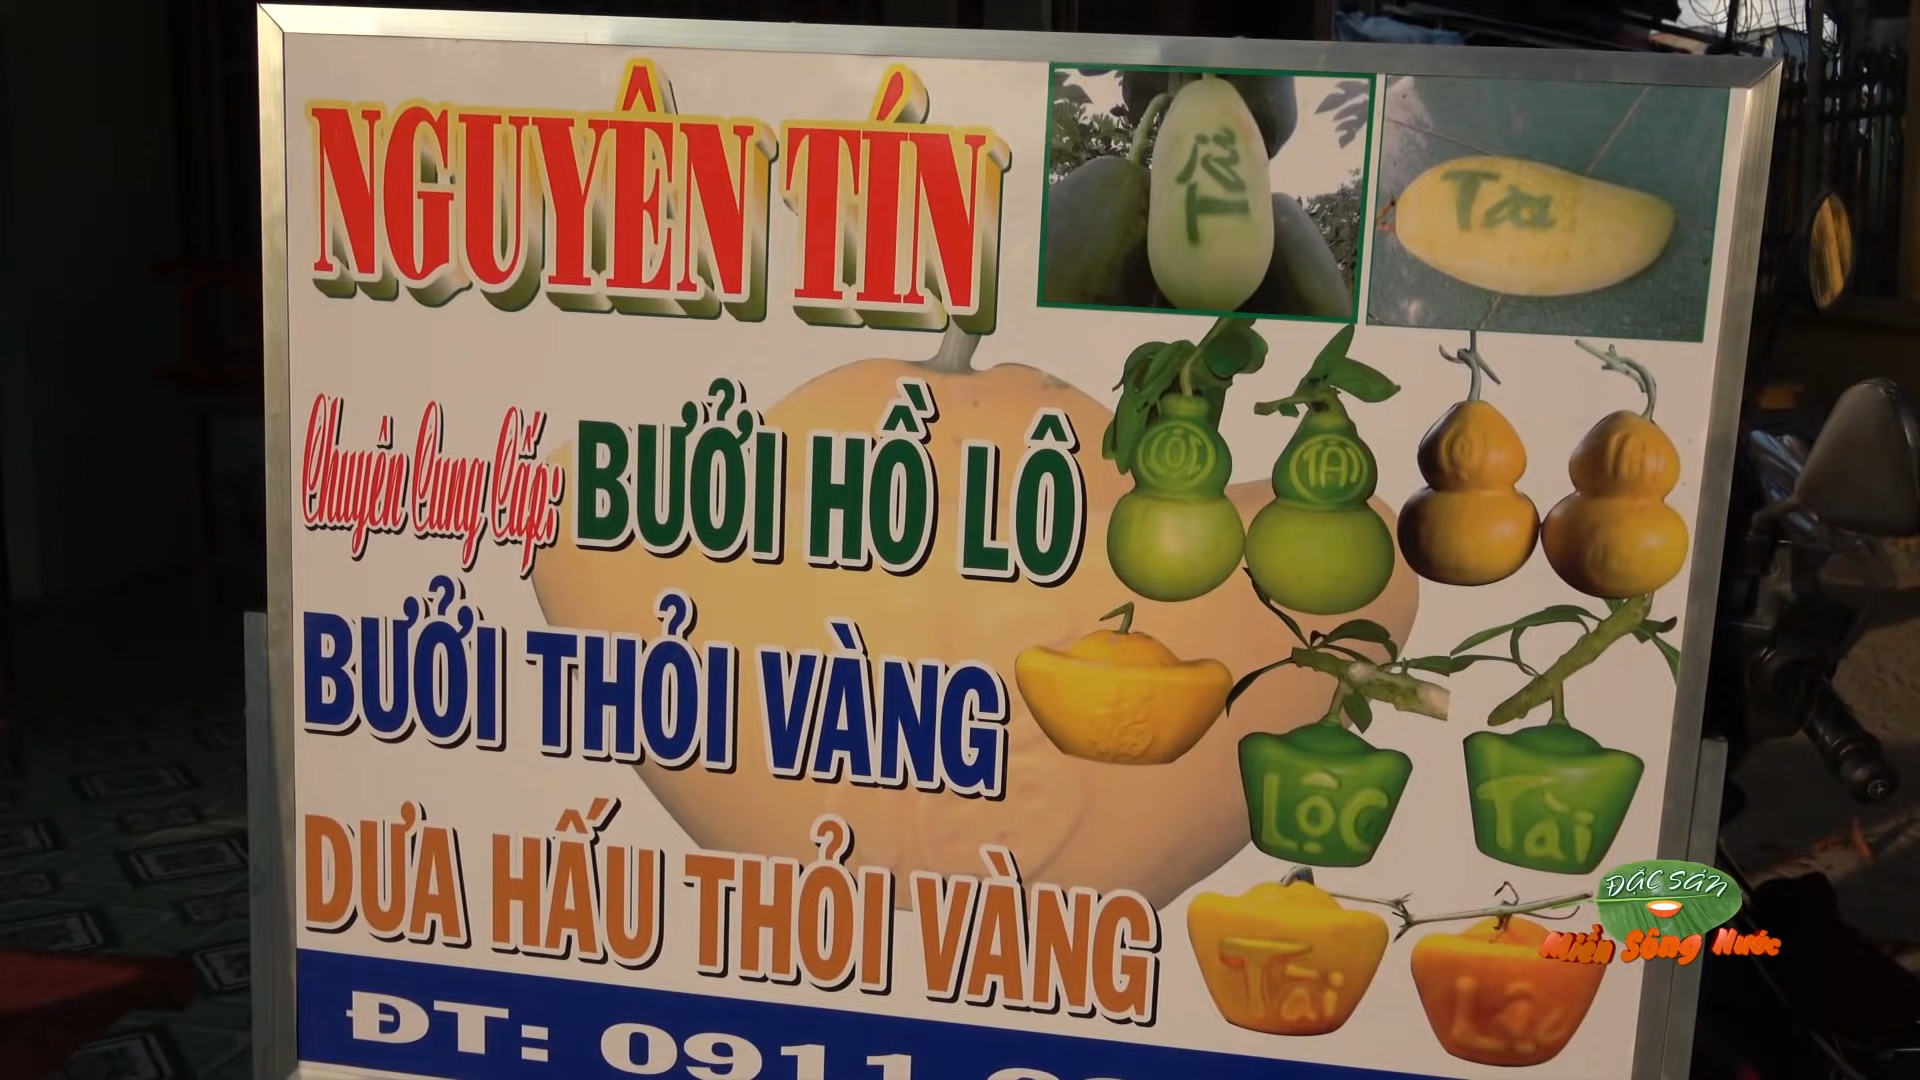 NGUYÊN TÍN
Tài
Tài
Chuyên Cung Cấp: BƯỞI HỒ LÔ
LỘC
TÀI
BƯỞI THỎI VÀNG
LỘC
Tài
DƯA HẤU THỎI VÀNG
Tài
Lộc
ĐT: 0911
ĐẶC SẢN
Miền Sông Nước